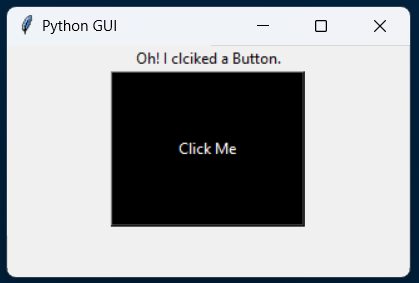 Python GUI
Oh! I clciked a Button.
Click Me